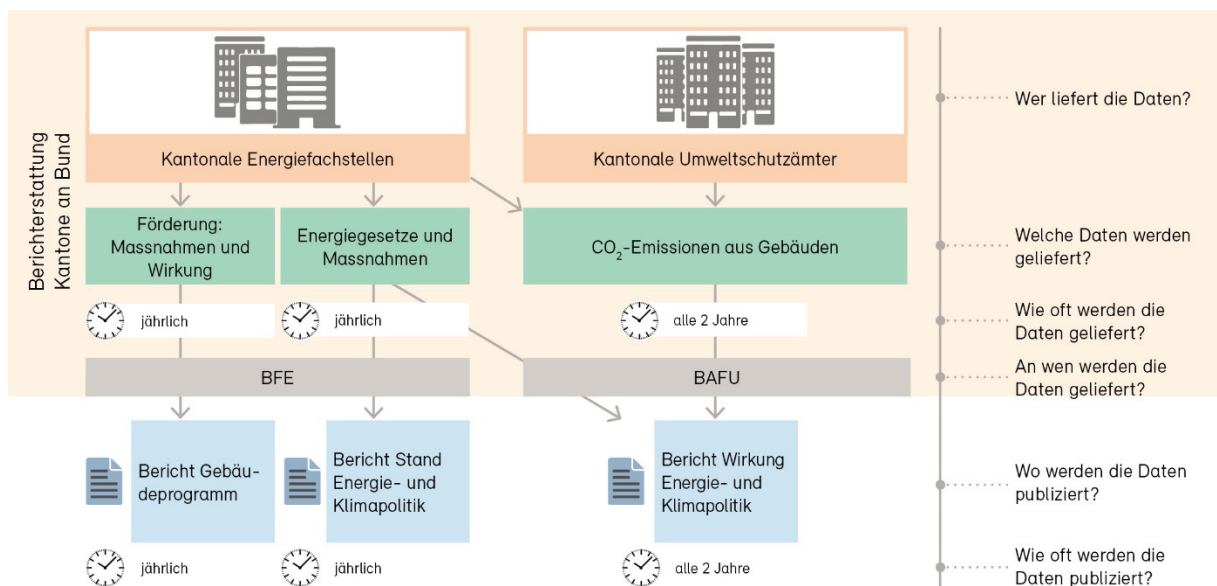 Berichterstattung
Kantone an Bund
Kantonale Energiefachstellen
Kantonale Umweltschutzämter
Wer liefert die Daten?
Förderung:
Massnahmen und
Wirkung
Energiegesetze und
Massnahmen
CO₂-Emissionen aus Gebäuden
Welche Daten werden
geliefert?
jährlich
jährlich
alle 2 Jahre
Wie oft werden die
Daten geliefert?
BFE
BAFU
An wen werden die
Daten geliefert?
Bericht Gebäu-
deprogramm
Bericht Stand
Energie- und
Klimapolitik
Bericht Wirkung
Energie- und
Klimapolitik
Wo werden die Daten
publiziert?
jährlich
jährlich
alle 2 Jahre
Wie oft werden die
Daten publiziert?